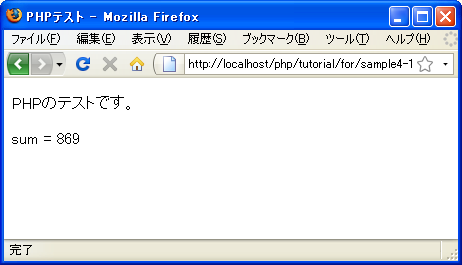 PHPテスト - Mozilla Firefox
ファイル(F) 編集(E) 表示(V) 履歴(S) ブックマーク(B) ツール(T) ヘルプ(H)
http://localhost/php/tutorial/for/sample4-1
PHPのテストです。
sum = 869
完了